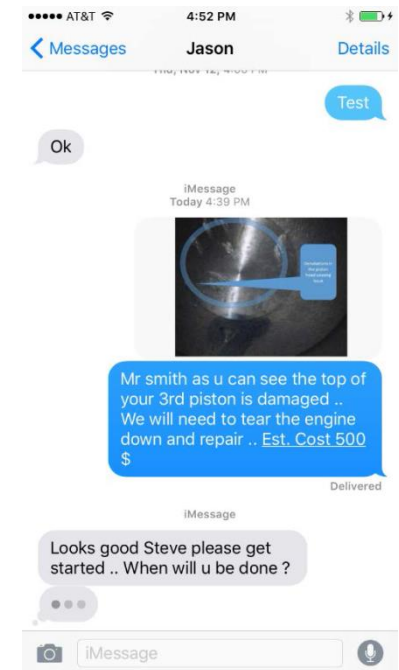 AT&T 4:52 PM
Messages Jason Details
Test
Ok
iMessage
Today 4:39 PM
Mr smith as u can see the top of
your 3rd piston is damaged ..
We will need to tear the engine
down and repair .. Est. Cost 500
$
Delivered
iMessage
Looks good Steve please get
started .. When will u be done ?
iMessage